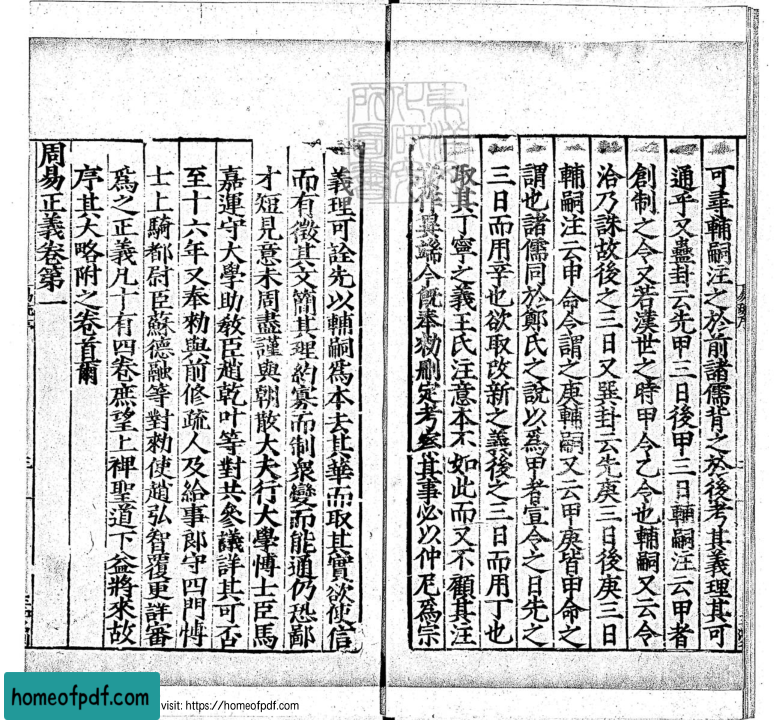 可尋輔嗣注之於前諸儒背之於後考其義理其可
通乎又蠱卦云先甲三日後甲三日輔嗣注云甲者
創制之令又若漢世之時甲令乙令也輔嗣又云令
洽乃誅故後之三日又巽卦云先庚三日後庚三日
輔嗣注云申命令謂之庚輔嗣又云甲庚皆申命之
謂也諸儒同於鄭氏之說以為甲者宣令之日先之
三日而用辛也欲取改新之義後之三日而用丁也
取其丁寧之義王氏注意本不如此而又不顧其注
作異端今既奉勑刪定考察其事必以仲尼為宗
義理可詮先以輔嗣爲本去其華而取其實欲使信
而有徵其文簡其理約寡而制衆變而能通仍恐鄙
才短見意未周盡謹與朝散大夫行大學博士臣馬
嘉運守大學助敎臣趙乾叶等對共參議詳其可否
至十六年又奉勑與前修疏人及給事郎守四門博
士上騎都尉臣蘇德融等對勑使趙弘智覆更詳審
爲之正義凡十有四卷庶望上裨聖道下益將來故
序其大略附之卷首爾
周易正義卷第一
homeofpdf.com
visit: https://homeofpdf.com